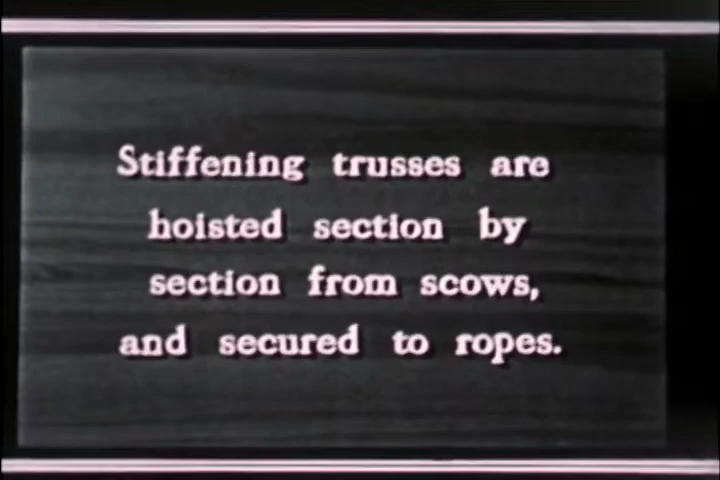 Stiffening trusses are
hoisted section by
section from scows,
and secured to ropes.